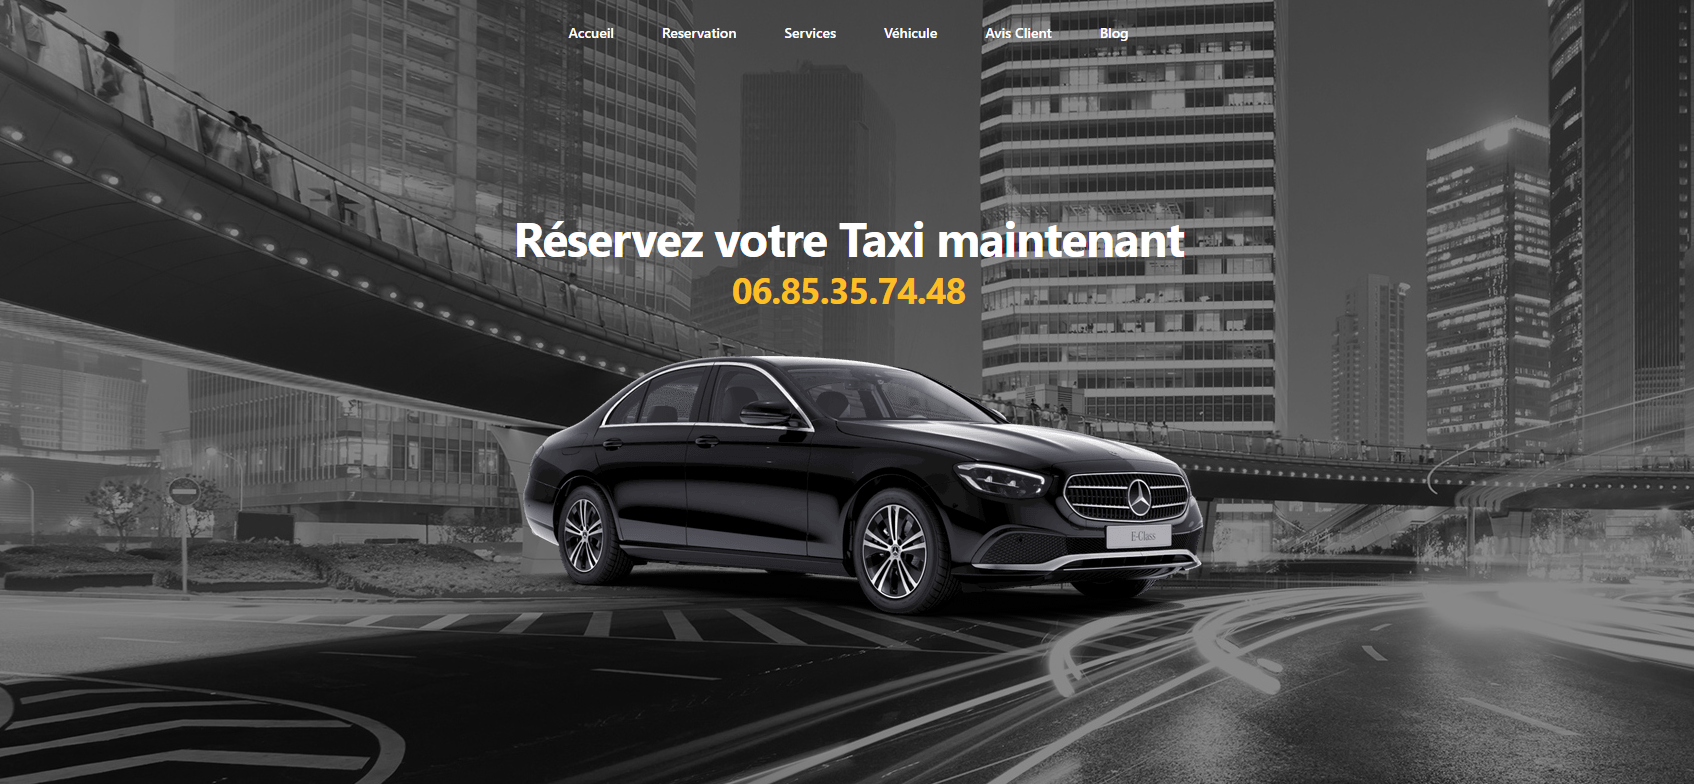 Accueil Reservation Services Véhicule Avis Client Blog
Réservez votre Taxi maintenant
06.85.35.74.48
E-Class